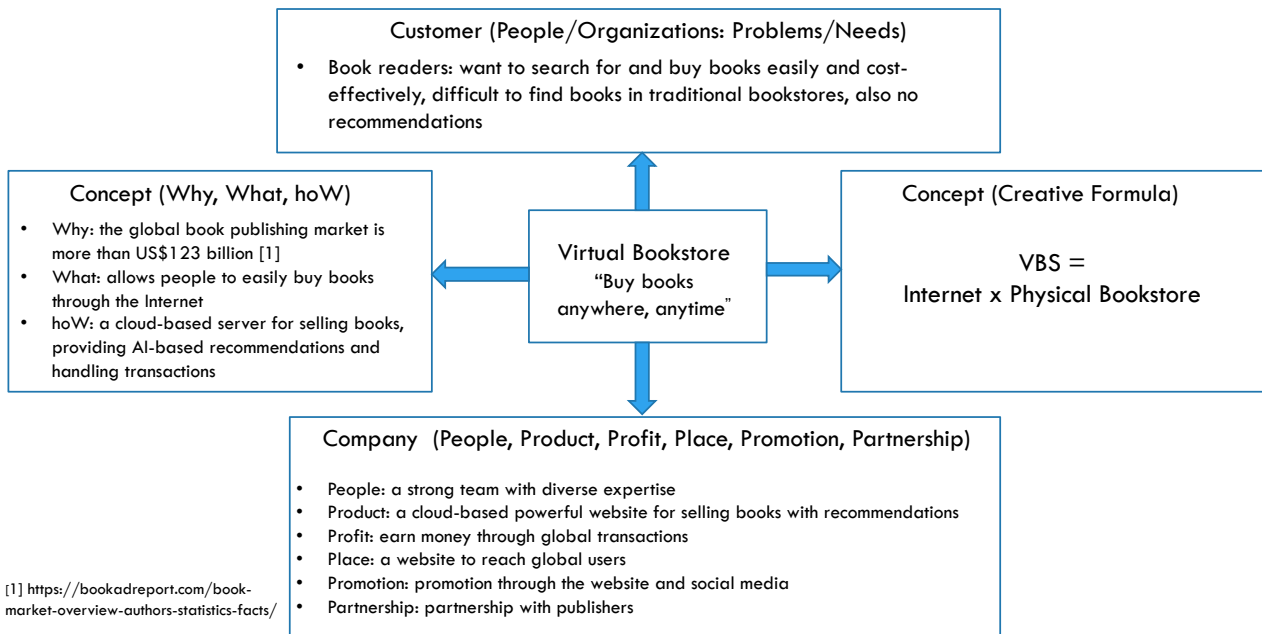 Customer (People/Organizations: Problems/Needs)
• Book readers: want to search for and buy books easily and cost-
effectively, difficult to find books in traditional bookstores, also no
recommendations
Concept (Why, What, hoW)
• Why: the global book publishing market is
more than US$123 billion [1]
• What: allows people to easily buy books
through the Internet
• hoW: a cloud-based server for selling books,
providing AI-based recommendations and
handling transactions
Virtual Bookstore
“Buy books
anywhere, anytime”
Concept (Creative Formula)
VBS =
Internet x Physical Bookstore
Company (People, Product, Profit, Place, Promotion, Partnership)
• People: a strong team with diverse expertise
• Product: a cloud-based powerful website for selling books with recommendations
• Profit: earn money through global transactions
• Place: a website to reach global users
• Promotion: promotion through the website and social media
• Partnership: partnership with publishers
[1] https://bookadreport.com/book-
market-overview-authors-statistics-facts/